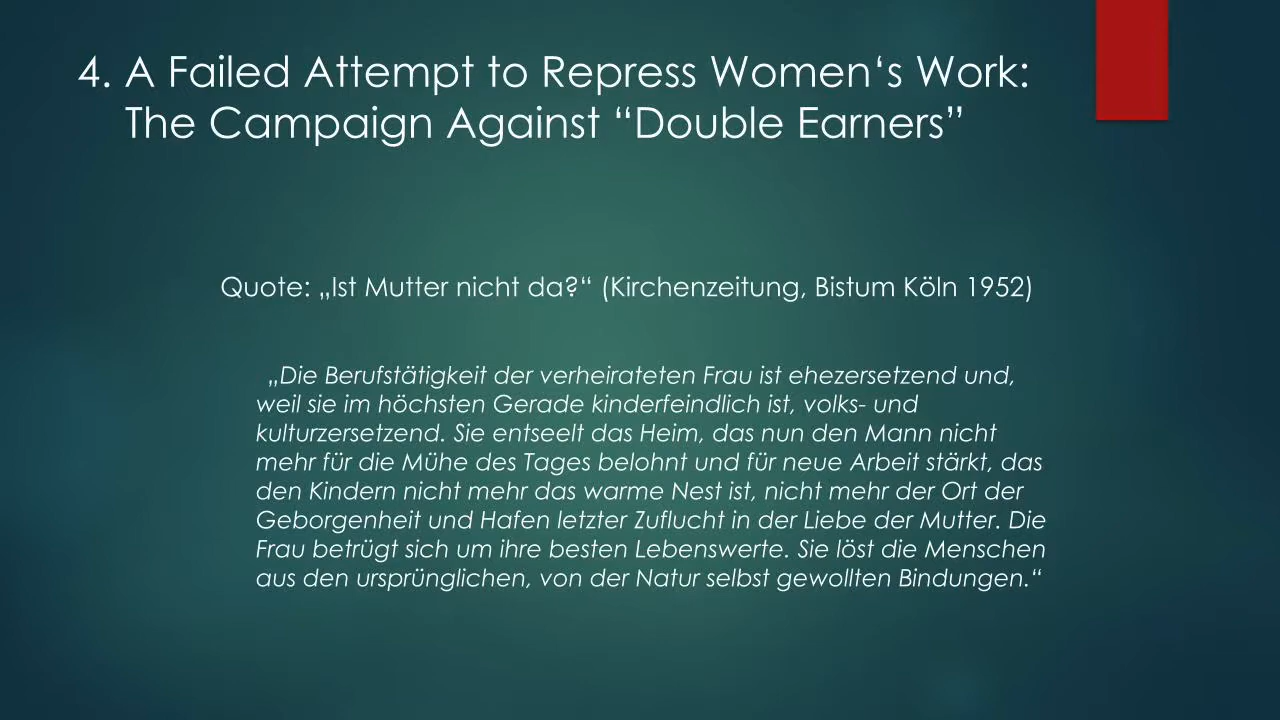 4. A Failed Attempt to Repress Women‘s Work:
The Campaign Against “Double Earners”
Quote: „Ist Mutter nicht da?“ (Kirchenzeitung, Bistum Köln 1952)
„Die Berufstätigkeit der verheirateten Frau ist ehezersetzend und,
weil sie im höchsten Gerade kinderfeindlich ist, volks- und
kulturzersetzend. Sie entseelt das Heim, das nun den Mann nicht
mehr für die Mühe des Tages belohnt und für neue Arbeit stärkt, das
den Kindern nicht mehr das warme Nest ist, nicht mehr der Ort der
Geborgenheit und Hafen letzter Zuflucht in der Liebe der Mutter. Die
Frau betrügt sich um ihre besten Lebenswerte. Sie löst die Menschen
aus den ursprünglichen, von der Natur selbst gewollten Bindungen.“